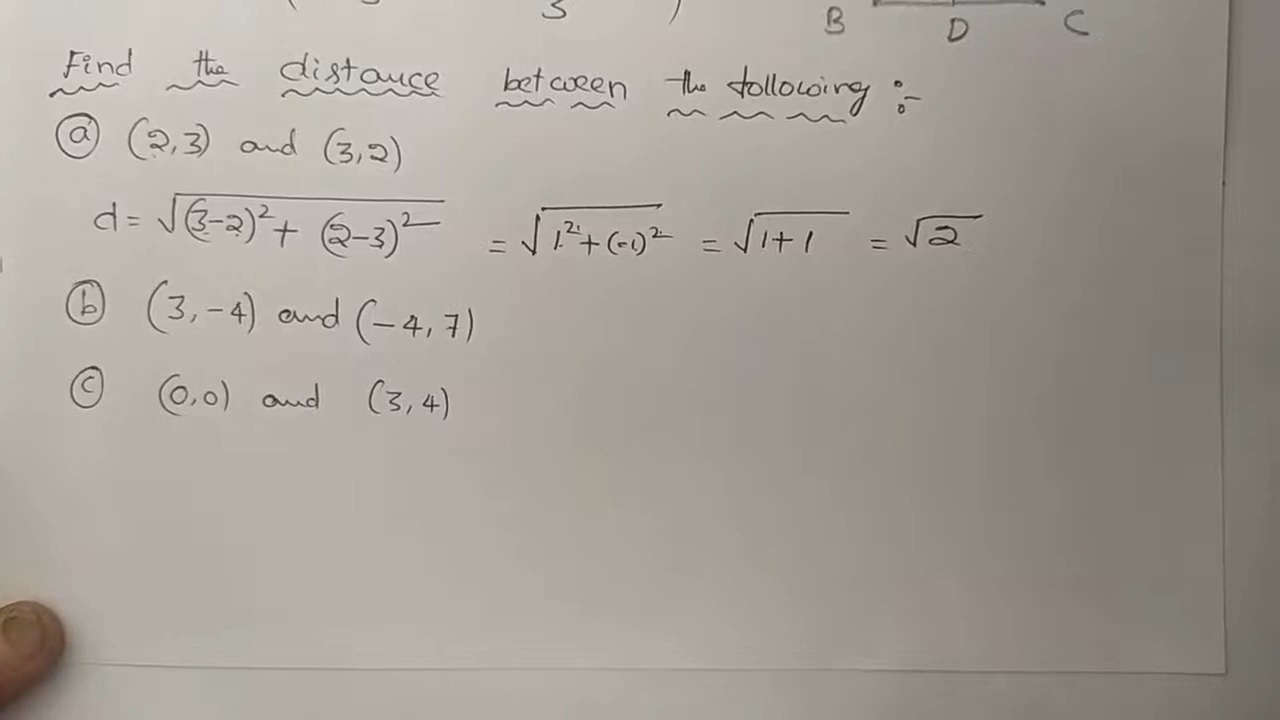 3 )
B D C
Find the distance between the following :-
(a) (2,3) and (3,2)
d = √(3-2)² + (2-3)² = √1² + (-1)² = √1+1 = √2
(b) (3,-4) and (-4,7)
(c) (0,0) and (3,4)